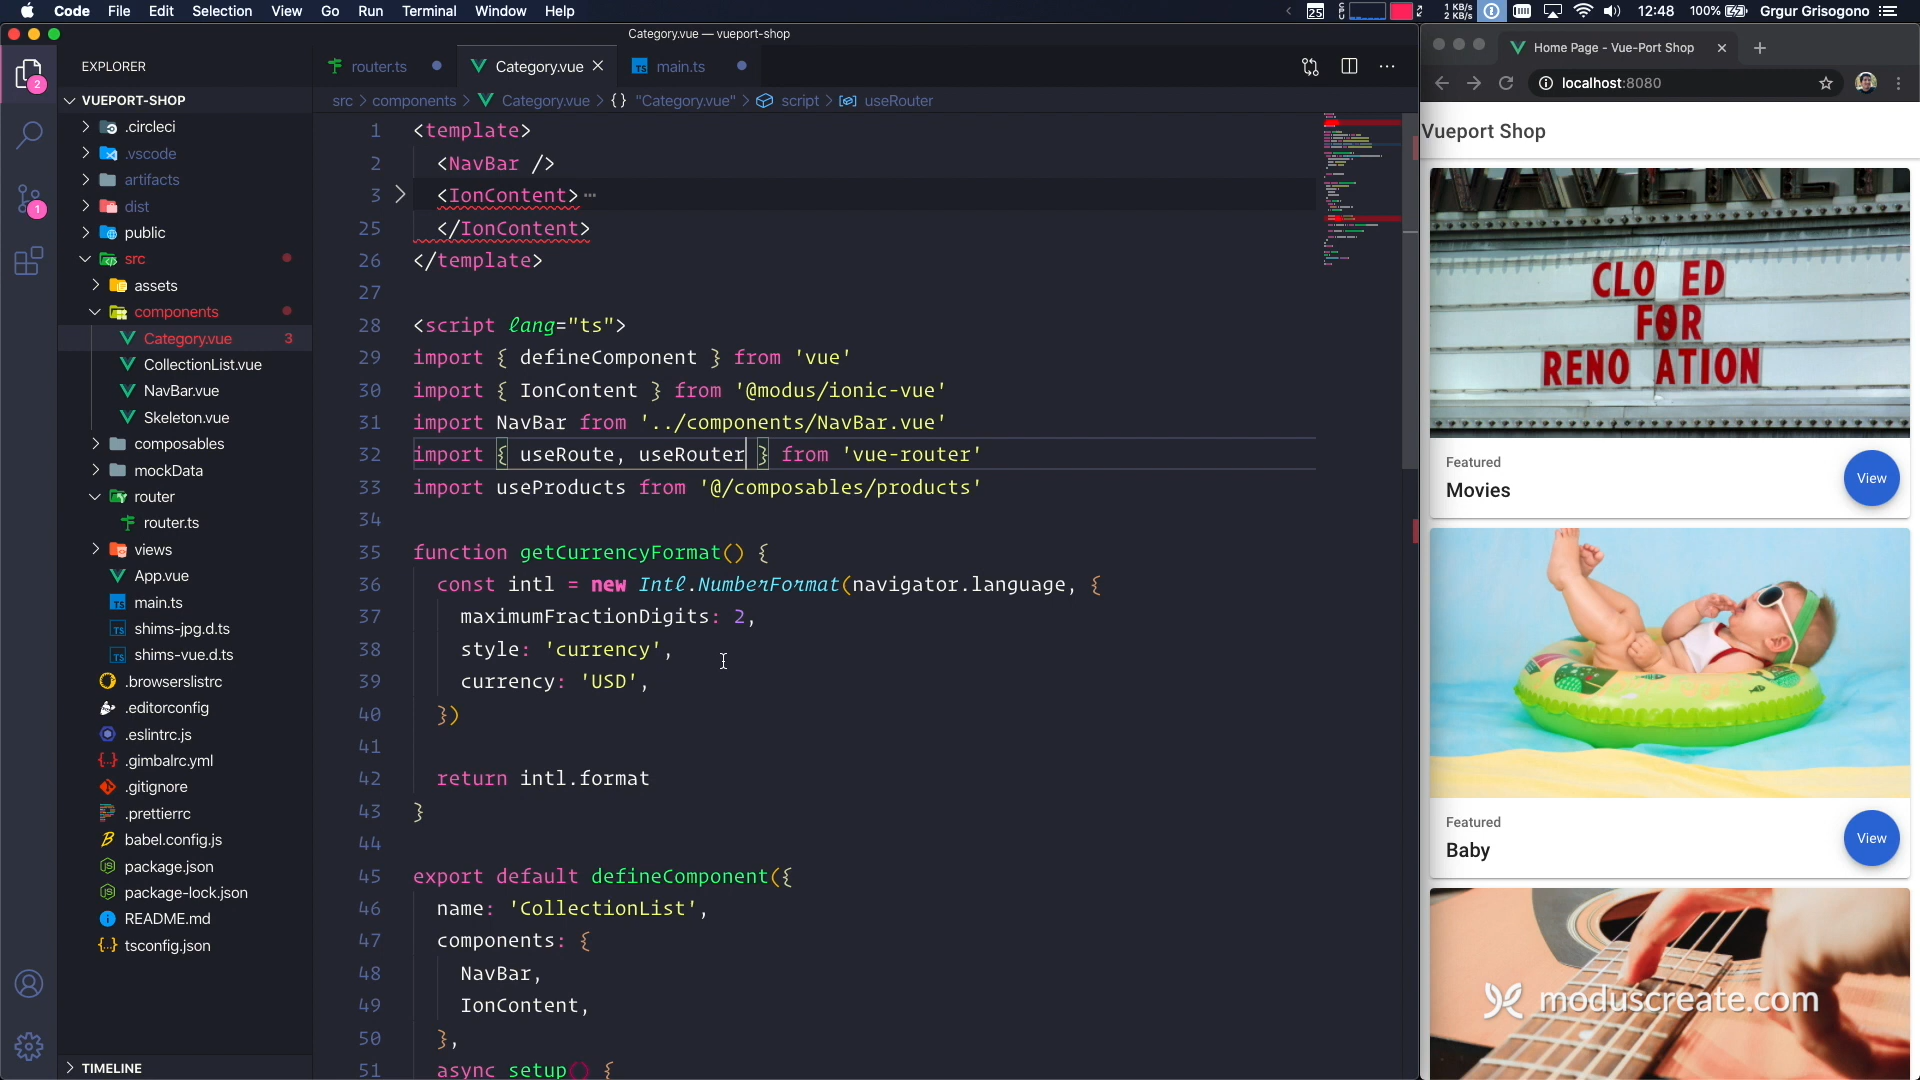 Code File Edit Selection View Go Run Terminal Window Help
25 CPU 1 KB/s 2 KB/s 12:48 100% Grgur Grisogono
Category.vue — vueport-shop
2
1
EXPLORER
VUEPORT-SHOP
.circleci
.vscode
artifacts
dist
public
src
assets
components
Category.vue 3
CollectionList.vue
NavBar.vue
Skeleton.vue
composables
mockData
router
router.ts
views
App.vue
main.ts
shims-jpg.d.ts
shims-vue.d.ts
.browserslistrc
.editorconfig
.eslintrc.js
.gimbalrc.yml
.gitignore
.prettierrc
babel.config.js
package.json
package-lock.json
README.md
tsconfig.json
TIMELINE
router.ts Category.vue TS main.ts
src > components > Category.vue > {} "Category.vue" > script > useRouter
1 <template>
2 <NavBar />
3 <IonContent> ⋯
25 </IonContent>
26 </template>
27
28 <script lang="ts">
29 import { defineComponent } from 'vue'
30 import { IonContent } from '@modus/ionic-vue'
31 import NavBar from '../components/NavBar.vue'
32 import { useRoute, useRouter } from 'vue-router'
33 import useProducts from '@/composables/products'
34
35 function getCurrencyFormat() {
36 const intl = new Intl.NumberFormat(navigator.language, {
37 maximumFractionDigits: 2,
38 style: 'currency',
39 currency: 'USD',
40 })
41
42 return intl.format
43 }
44
45 export default defineComponent({
46 name: 'CollectionList',
47 components: {
48 NavBar,
49 IonContent,
50 },
51 async setup() {
Home Page - Vue-Port Shop
localhost:8080
Vueport Shop
CLO ED
FOR
RENO ATION
Featured
Movies
View
Featured
Baby
View
moduscreate.com